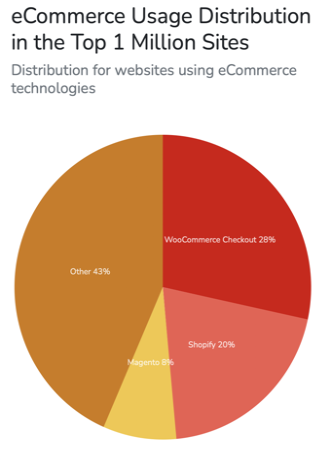 eCommerce Usage Distribution
in the Top 1 Million Sites
Distribution for websites using eCommerce
technologies
WooCommerce Checkout 28%
Other 43%
Shopify 20%
Magento 8%